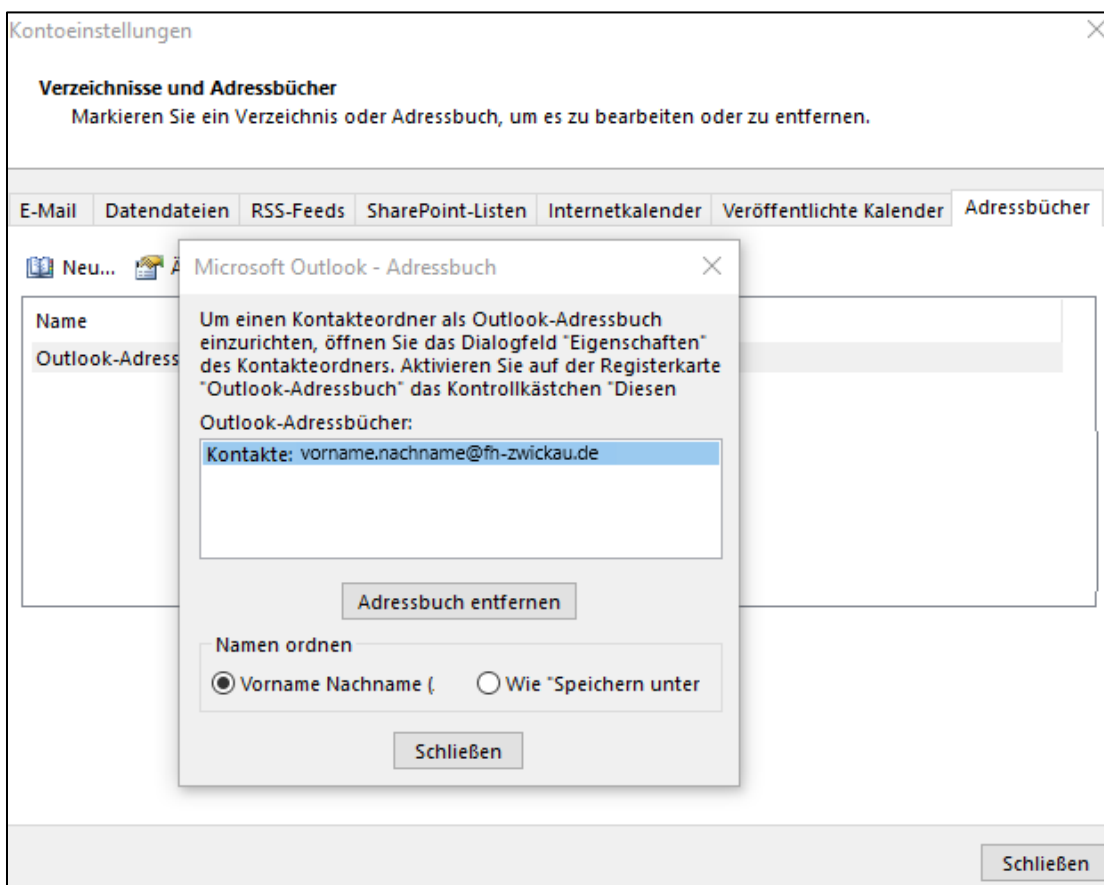 Kontoeinstellungen
Verzeichnisse und Adressbücher
Markieren Sie ein Verzeichnis oder Adressbuch, um es zu bearbeiten oder zu entfernen.
E-Mail Datendateien RSS-Feeds SharePoint-Listen Internetkalender Veröffentlichte Kalender Adressbücher
Neu... Ä
Name
Outlook-Adress
Microsoft Outlook - Adressbuch
Um einen Kontakteordner als Outlook-Adressbuch
einzurichten, öffnen Sie das Dialogfeld "Eigenschaften"
des Kontakteordners. Aktivieren Sie auf der Registerkarte
"Outlook-Adressbuch" das Kontrollkästchen "Diesen
Outlook-Adressbücher:
Kontakte: vorname.nachname@fh-zwickau.de
Adressbuch entfernen
Namen ordnen
Vorname Nachname (. Wie "Speichern unter
Schließen
Schließen